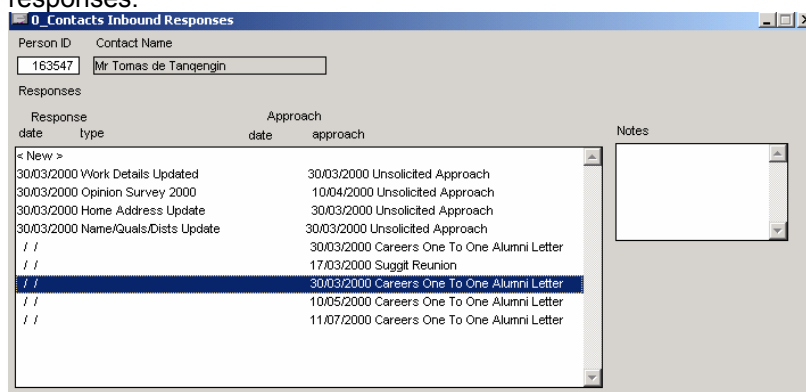 responses.
0_Contacts Inbound Responses
Person ID Contact Name
163547 Mr Tomas de Tanqengin
Responses
Response Approach
date type date approach Notes
< New >
30/03/2000 Work Details Updated 30/03/2000 Unsolicited Approach
30/03/2000 Opinion Survey 2000 10/04/2000 Unsolicited Approach
30/03/2000 Home Address Update 30/03/2000 Unsolicited Approach
30/03/2000 Name/Quals/Dists Update 30/03/2000 Unsolicited Approach
/ / 30/03/2000 Careers One To One Alumni Letter
/ / 17/03/2000 Suggit Reunion
/ / 30/03/2000 Careers One To One Alumni Letter
/ / 10/05/2000 Careers One To One Alumni Letter
/ / 11/07/2000 Careers One To One Alumni Letter